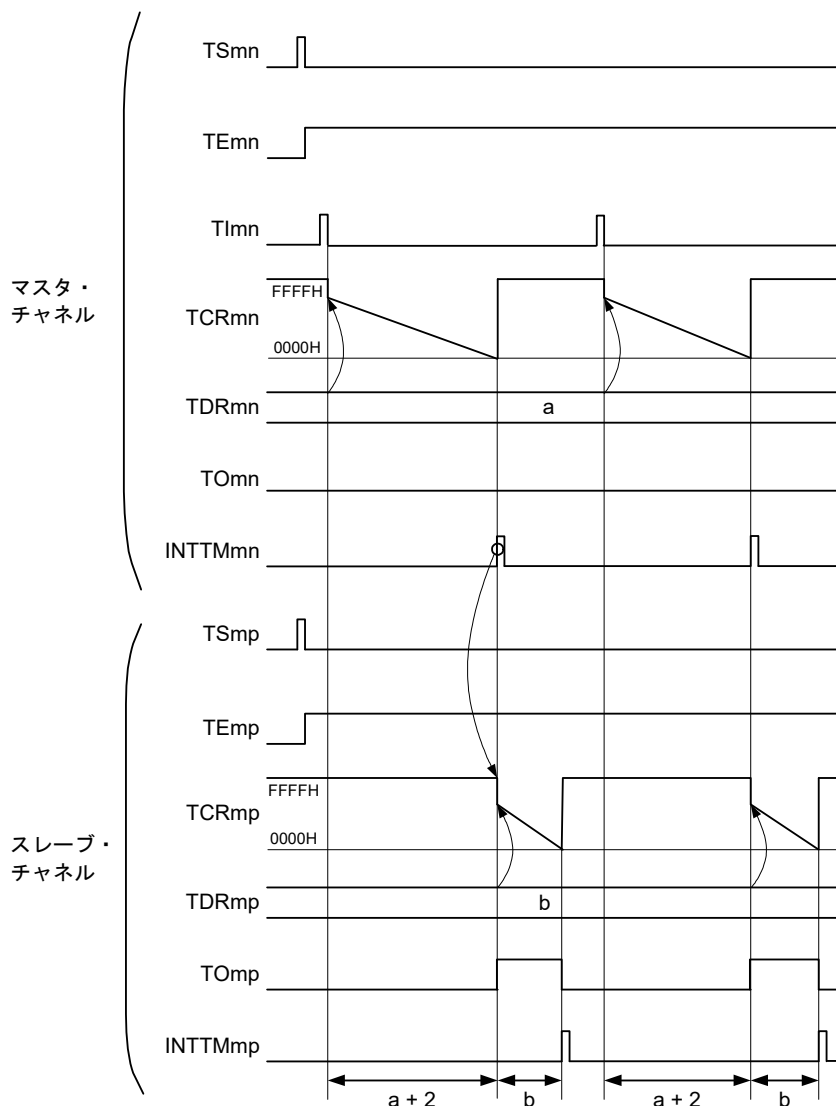 TSmn
TEmn
TImn
マスタ・
チャネル
FFFFH
TCRmn
0000H
TDRmn
a
TOmn
INTTMmn
TSmp
TEmp
FFFFH
TCRmp
0000H
スレーブ・
チャネル
TDRmp
b
TOmp
INTTMmp
a + 2
b
a + 2
b